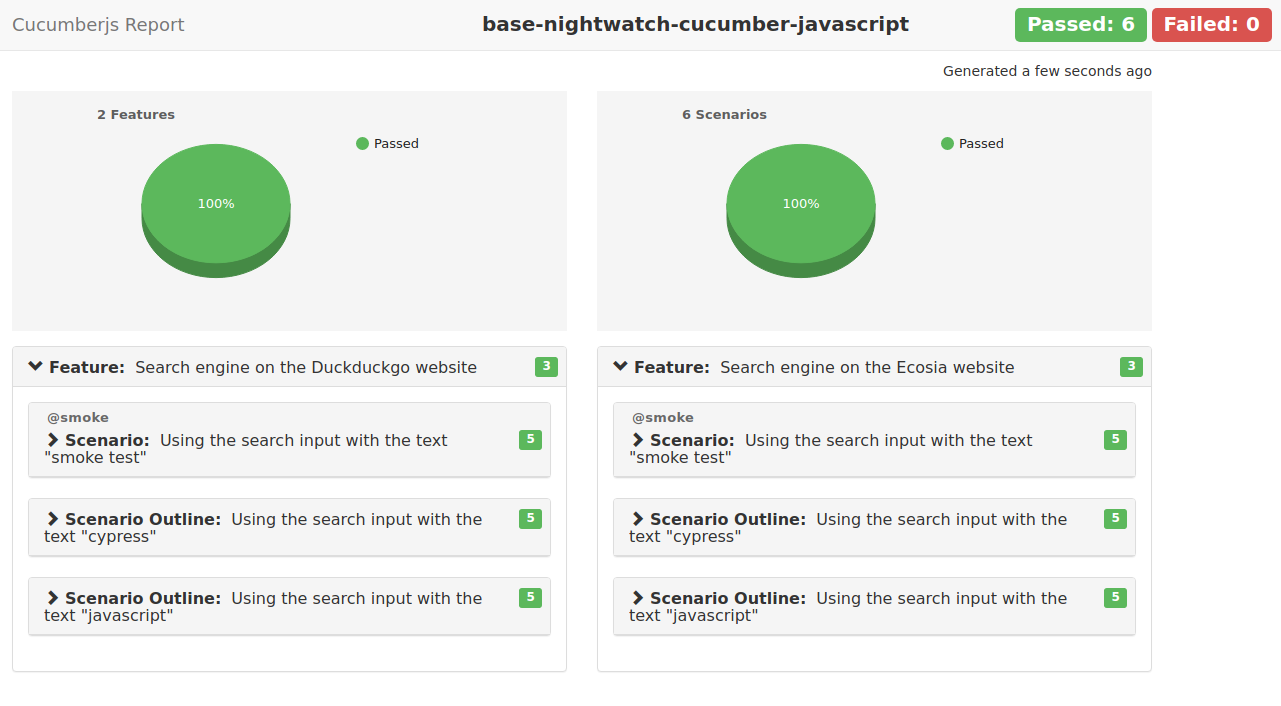 Cucumberjs Report
base-nightwatch-cucumber-javascript
Passed: 6
Failed: 0
Generated a few seconds ago
2 Features
Passed
100%
6 Scenarios
Passed
100%
Feature: Search engine on the Duckduckgo website 3
@smoke
Scenario: Using the search input with the text 5
"smoke test"
Scenario Outline: Using the search input with the 5
text "cypress"
Scenario Outline: Using the search input with the 5
text "javascript"
Feature: Search engine on the Ecosia website 3
@smoke
Scenario: Using the search input with the text 5
"smoke test"
Scenario Outline: Using the search input with the 5
text "cypress"
Scenario Outline: Using the search input with the 5
text "javascript"